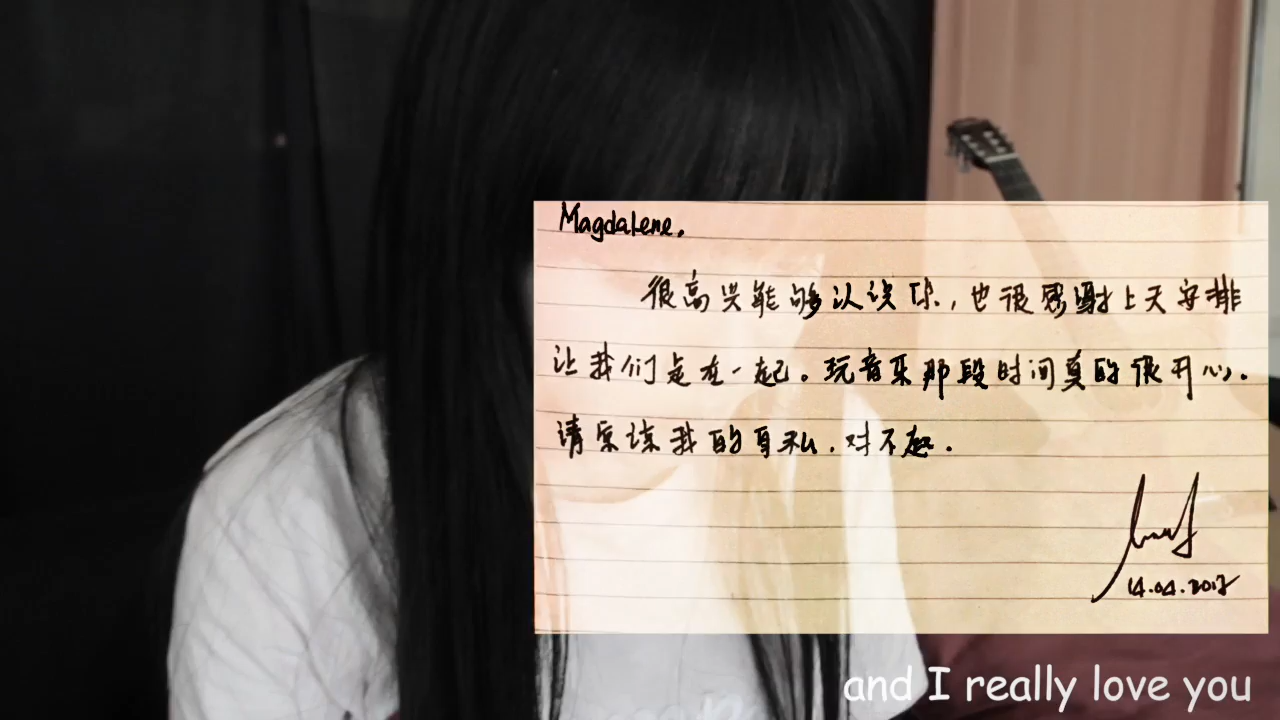 Magdalene.
很高兴能够认识你，也很感谢上天安排
让我们走在一起。玩音乐那段时间真的很开心.
请原谅我的自私.对不起.
14.04.2017
and I really love you